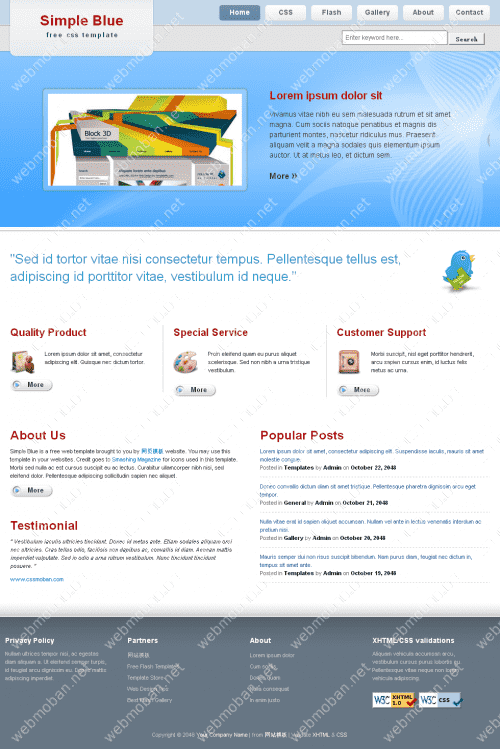 Simple Blue
free css template
Home
CSS
Flash
Gallery
About
Contact
Enter keyword here...
Search
Block 3D
Lorem ipsum dolor sit
Vivamus vitae nibh eu sem malesuada rutrum et sit amet
magna. Cum sociis natoque penatibus et magnis dis
parturient montes, nascetur ridiculus mus. Praesent
aliquam velit a magna sodales quis elementum ipsum
auctor. Ut at metus leo, et dictum sem.
More »
"Sed id tortor vitae nisi consectetur tempus. Pellentesque tellus est,
adipiscing id porttitor vitae, vestibulum id neque."
Quality Product
Lorem ipsum dolor sit amet, consectetur
adipiscing elit. Quisque nec dictum tortor.
More
Special Service
Proin eleifend quam eu purus aliquet
scelerisque. Sed non nibh a urna tristique
vestibulum.
More
Customer Support
Morbi suscipit, nisl eget porttitor hendrerit,
arcu sapien cursus enim, id luctus felis
metus ac urna.
More
About Us
Simple Blue is a free web template brought to you by 网页模板 website. You may use this
template in your websites. Credit goes to Smashing Magazine for icons used in this template.
Morbi sed nulla ac est cursus suscipit eu ac lectus. Curabitur ullamcorper nibh nisi, sed
eleifend dolor. Pellentesque adipiscing sollicitudin sapien nec aliquet.
More
Testimonial
" Vestibulum iaculis ultricies tincidunt. Donec id metus ante. Etiam sodales aliquam orci
nec ultricies. Cras tellus odio, facilisis non dapibus ac, convallis id diam. Aenean mattis
imperdiet vulputate. Sed in odio a urna rutrum vestibulum. Nunc tincidunt tincidunt
posuere. "
www.cssmoban.com
Popular Posts
Lorem ipsum dolor sit amet, consectetur adipiscing elit. Suspendisse iaculis, mauris sit amet
molestie congue.
Posted in Templates by Admin on October 22, 2048
Donec convallis dictum diam sit amet tristique. Pellentesque pharetra dignissim arcu eget
tempor.
Posted in General by Admin on October 21, 2048
Nulla vitae erat id sapien aliquet accumsan. Nullam vel ante in lectus venenatis interdum ac
pretium nisi.
Posted in Gallery by Admin on October 20, 2048
Mauris semper dui non risus suscipit bibendum. Nam purus diam, feugiat nec dictum in,
tempus sit amet ante.
Posted in Templates by Admin on October 19, 2048
Privacy Policy
Nullam ultrices tempor nisi, ac egestas
diam aliquam a. Ut eleifend semper turpis,
id feugiat arcu dignissim eu. Donec mattis
adipiscing imperdiet.
Partners
网站模板
Free Flash Templates
Template Store
Web Design Tips
Best Flash Gallery
About
Lorem ipsum dolor
Cum sociis
Donec quam
Nulla consequat
In enim justo
XHTML/CSS validations
Aliquam vehicula accumsan arcu,
vestibulum cursus purus lobortis eu.
Pellentesque vitae neque non lorem
vehicula adipiscing.
W3C XHTML 1.0
W3C css
Copyright © 2048 Your Company Name | from 网站模板 | Validate XHTML & CSS
webmoban.net